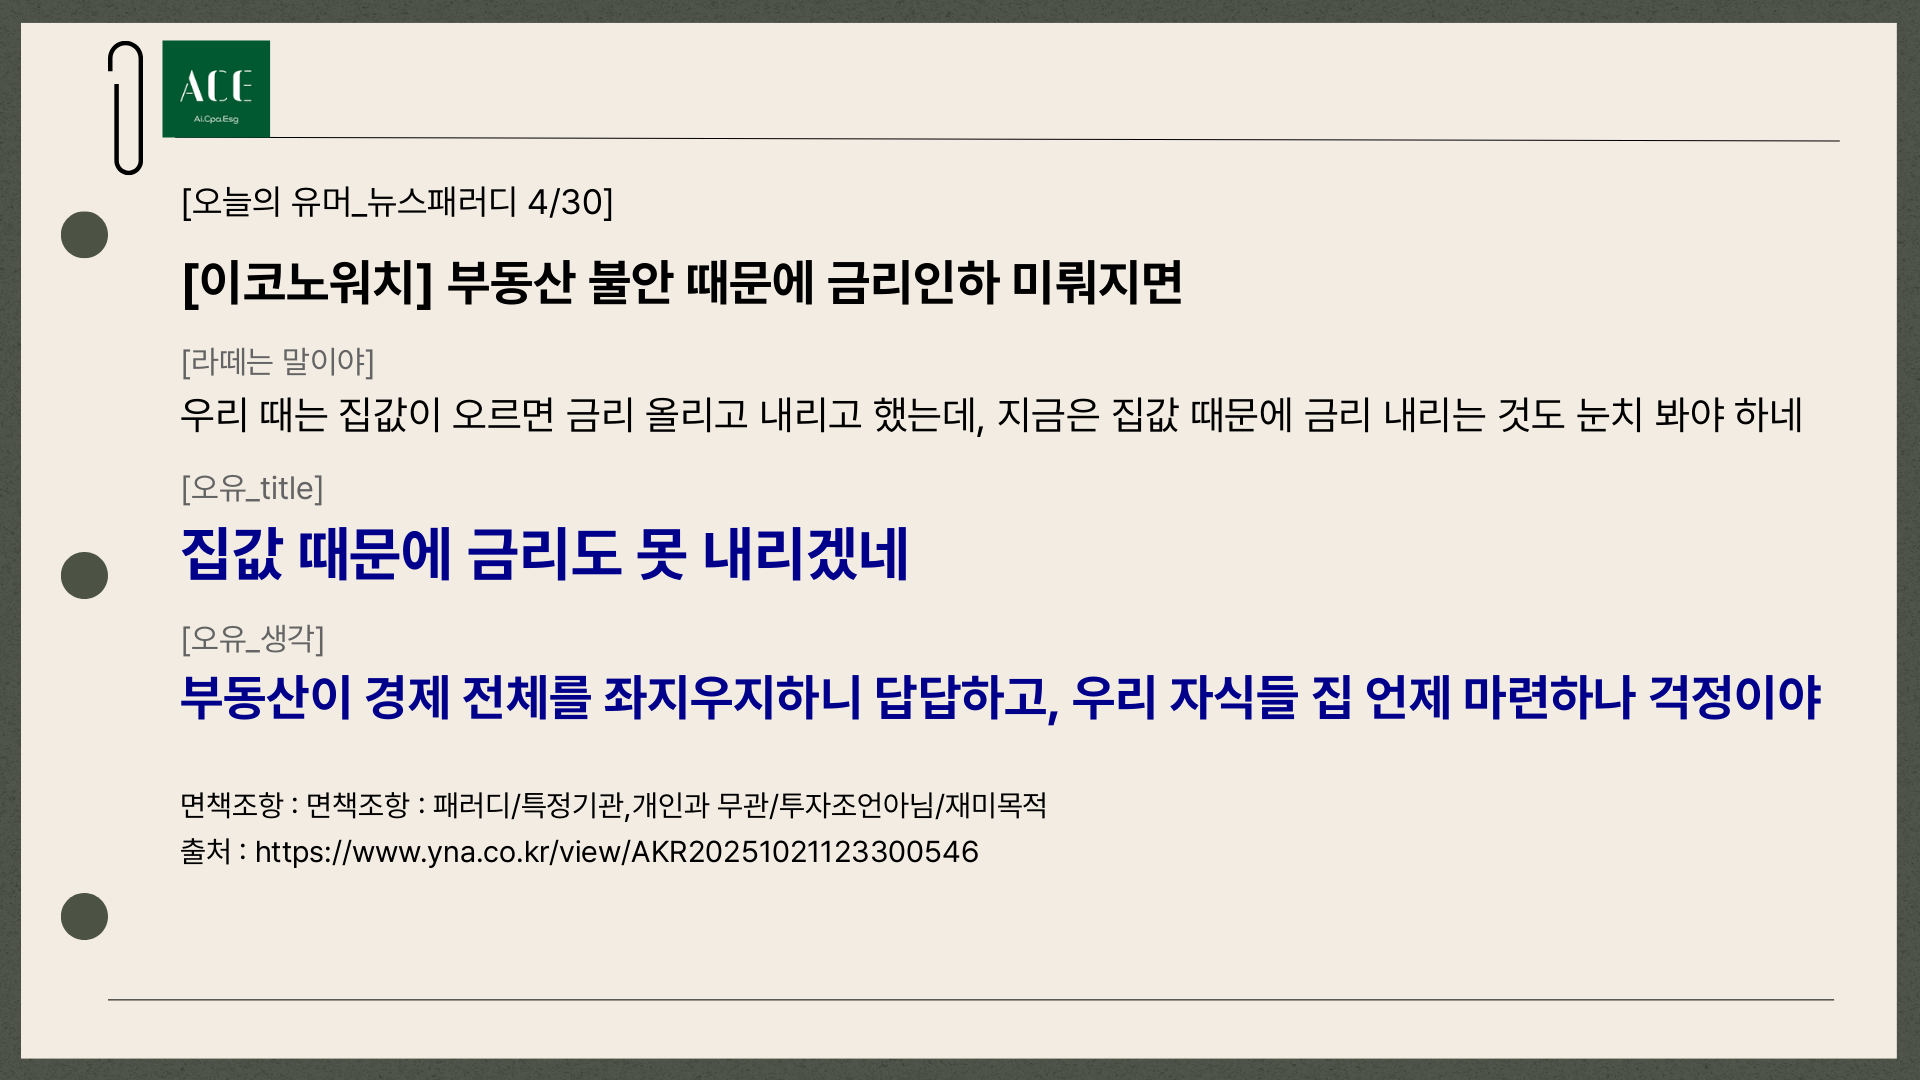 ACE
Ai.Cpa.Esg
[오늘의 유머_뉴스패러디 4/30]
[이코노워치] 부동산 불안 때문에 금리인하 미뤄지면
[라떼는 말이야]
우리 때는 집값이 오르면 금리 올리고 내리고 했는데, 지금은 집값 때문에 금리 내리는 것도 눈치 봐야 하네
[오유_title]
집값 때문에 금리도 못 내리겠네
[오유_생각]
부동산이 경제 전체를 좌지우지하니 답답하고, 우리 자식들 집 언제 마련하나 걱정이야
면책조항 : 면책조항 : 패러디/특정기관,개인과 무관/투자조언아님/재미목적
출처 : https://www.yna.co.kr/view/AKR20251021123300546